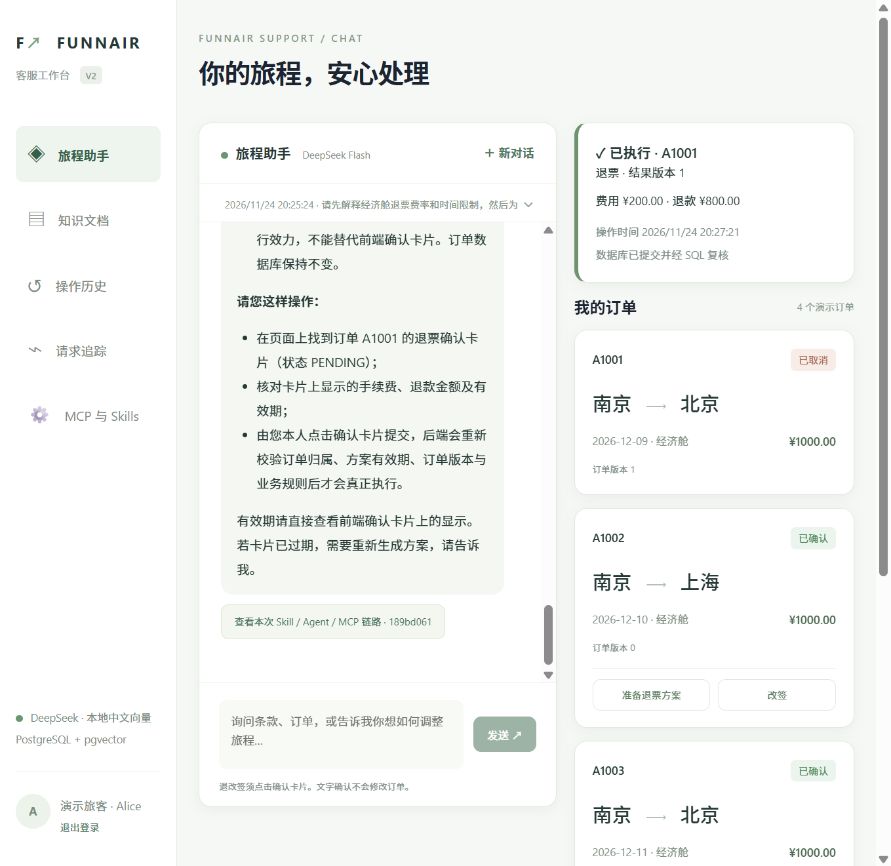 F↗ FUNNAIR
客服工作台 V2
◈ 旅程助手
知识文档
↺ 操作历史
请求追踪
MCP 与 Skills
DeepSeek · 本地中文向量
PostgreSQL + pgvector
A
演示旅客 · Alice
退出登录
FUNNAIR SUPPORT / CHAT
你的旅程，安心处理
旅程助手 DeepSeek Flash
+ 新对话
2026/11/24 20:25:24 · 请先解释经济舱退票费率和时间限制，然后为
行效力，不能替代前端确认卡片。订单数
据库保持不变。
请您这样操作：
• 在页面上找到订单 A1001 的退票确认卡
片（状态 PENDING）；
• 核对卡片上显示的手续费、退款金额及有
效期；
• 由您本人点击确认卡片提交，后端会重新
校验订单归属、方案有效期、订单版本与
业务规则后才会真正执行。
有效期请直接查看前端确认卡片上的显示。
若卡片已过期，需要重新生成方案，请告诉
我。
查看本次 Skill / Agent / MCP 链路 · 189bd061
询问条款、订单，或告诉我你想如何调整
旅程...
发送 ↗
退改签须点击确认卡片。文字确认不会修改订单。
✓ 已执行 · A1001
退票 · 结果版本 1
费用 ¥200.00 · 退款 ¥800.00
操作时间 2026/11/24 20:27:21
数据库已提交并经 SQL 复核
我的订单
4 个演示订单
A1001
已取消
南京 → 北京
2026-12-09 · 经济舱
¥1000.00
订单版本 1
A1002
已确认
南京 → 上海
2026-12-10 · 经济舱
¥1000.00
订单版本 0
准备退票方案
改签
A1003
已确认
南京 → 北京
2026-12-11 · 经济舱
¥1000.00